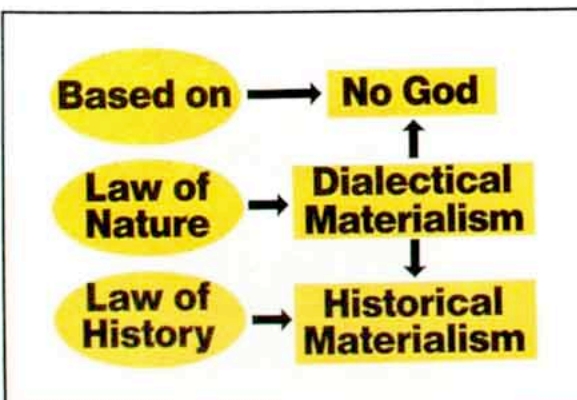 Based on
No God
Law of
Nature
Dialectical
Materialism
Law of
History
Historical
Materialism